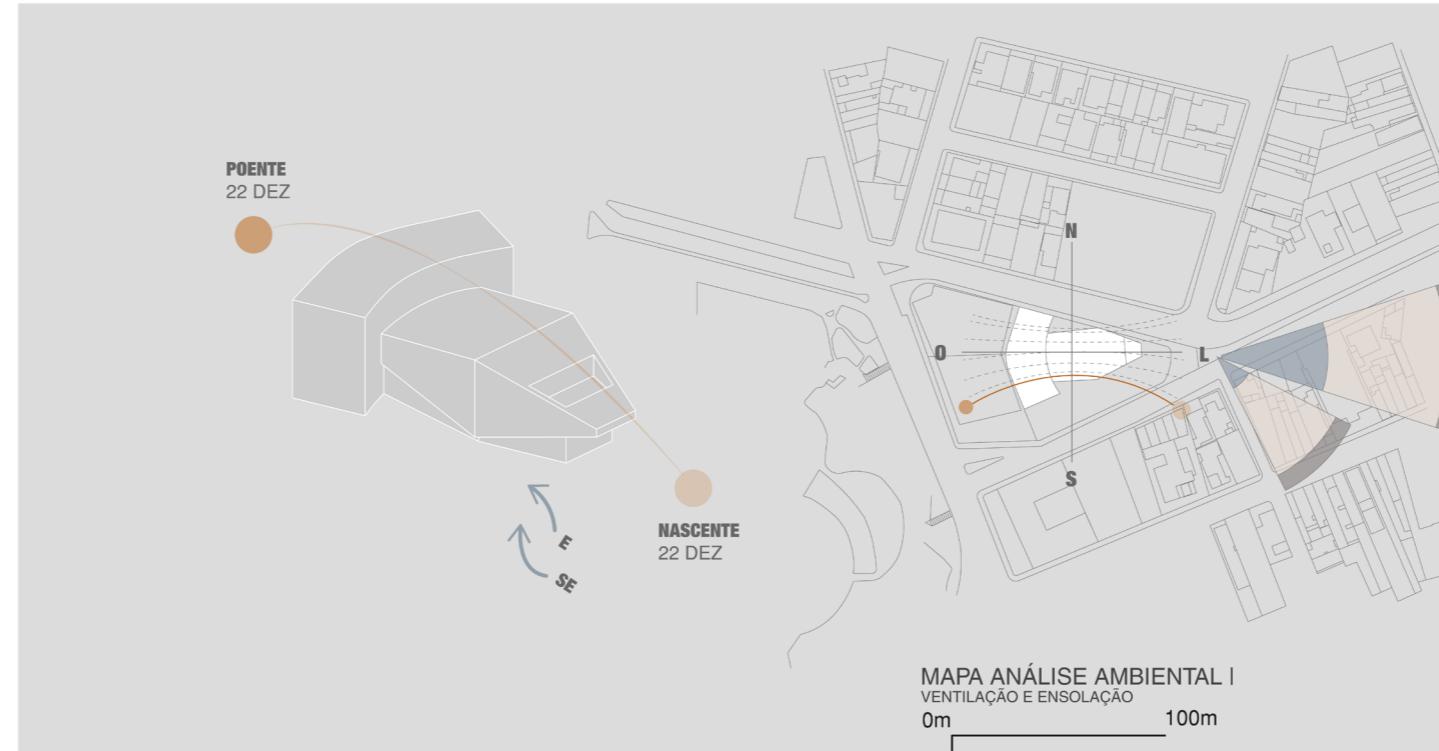 POENTE
22 DEZ
N
O
L
S
NASCENTE
22 DEZ
E
SE
MAPA ANÁLISE AMBIENTAL I
VENTILAÇÃO E ENSOLAÇÃO
0m 100m